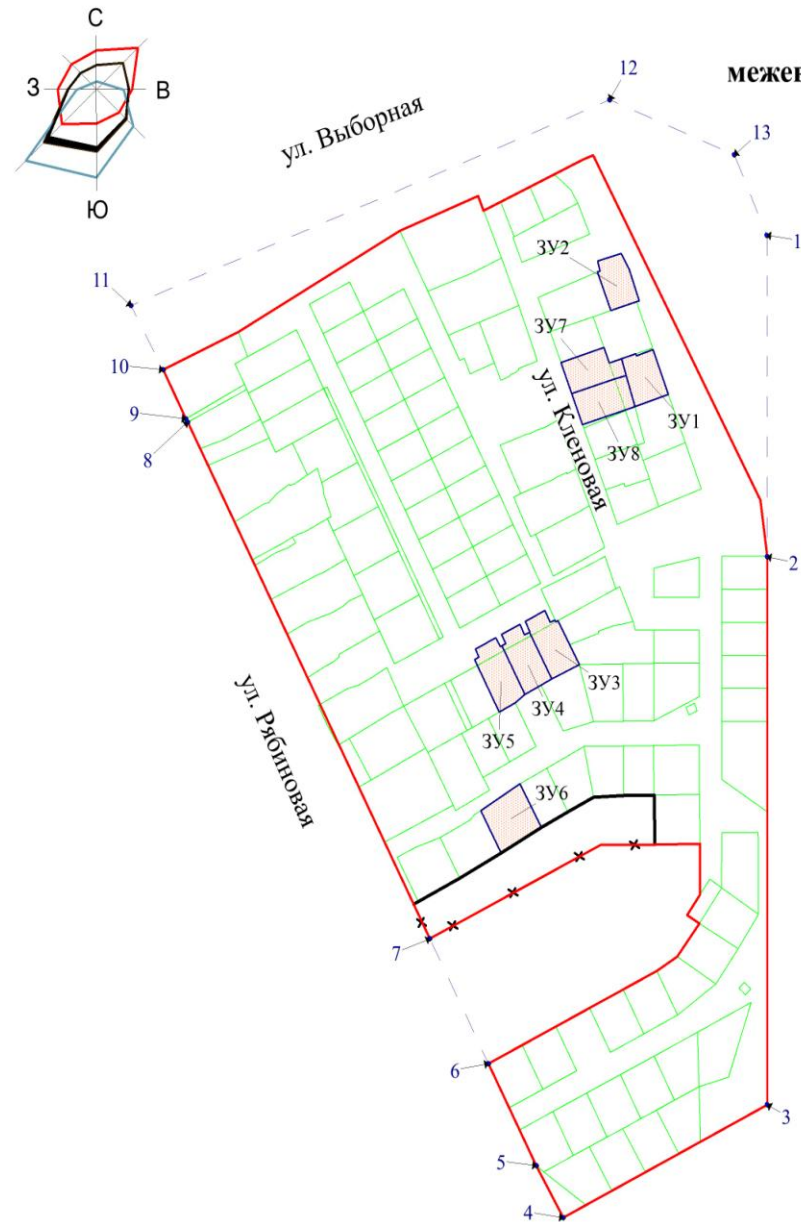 С
З
В
Ю
12
межев
ул. Выборная
13
1
11
ЗУ2
10
ЗУ7
ул. Кленовая
9
8
ЗУ1
ЗУ8
2
ул. Рябиновая
ЗУ3
ЗУ4
ЗУ5
ЗУ6
7
6
3
5
4